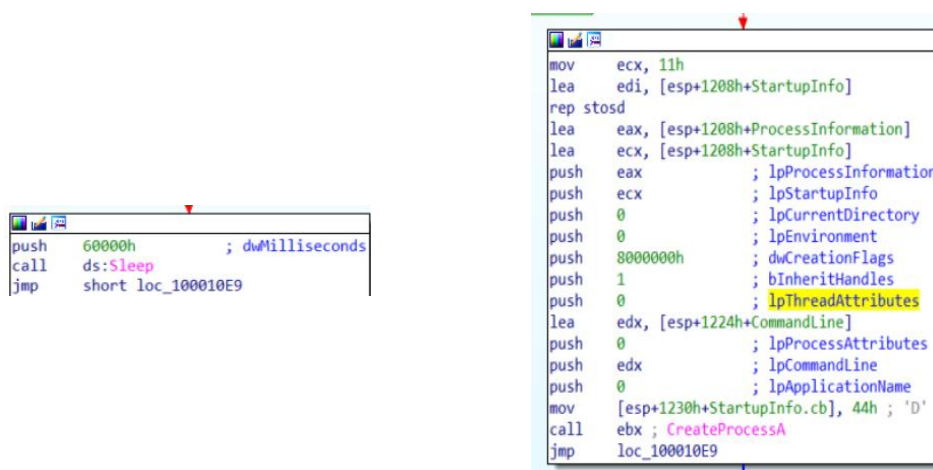 push 60000h ; dwMilliseconds
call ds:Sleep
jmp short loc_100010E9
mov ecx, 11h
lea edi, [esp+1208h+StartupInfo]
rep stosd
lea eax, [esp+1208h+ProcessInformation]
lea ecx, [esp+1208h+StartupInfo]
push eax ; lpProcessInformation
push ecx ; lpStartupInfo
push 0 ; lpCurrentDirectory
push 0 ; lpEnvironment
push 8000000h ; dwCreationFlags
push 1 ; bInheritHandles
push 0 ; lpThreadAttributes
lea edx, [esp+1224h+CommandLine]
push 0 ; lpProcessAttributes
push edx ; lpCommandLine
push 0 ; lpApplicationName
mov [esp+1230h+StartupInfo.cb], 44h ; 'D'
call ebx ; CreateProcessA
jmp loc_100010E9